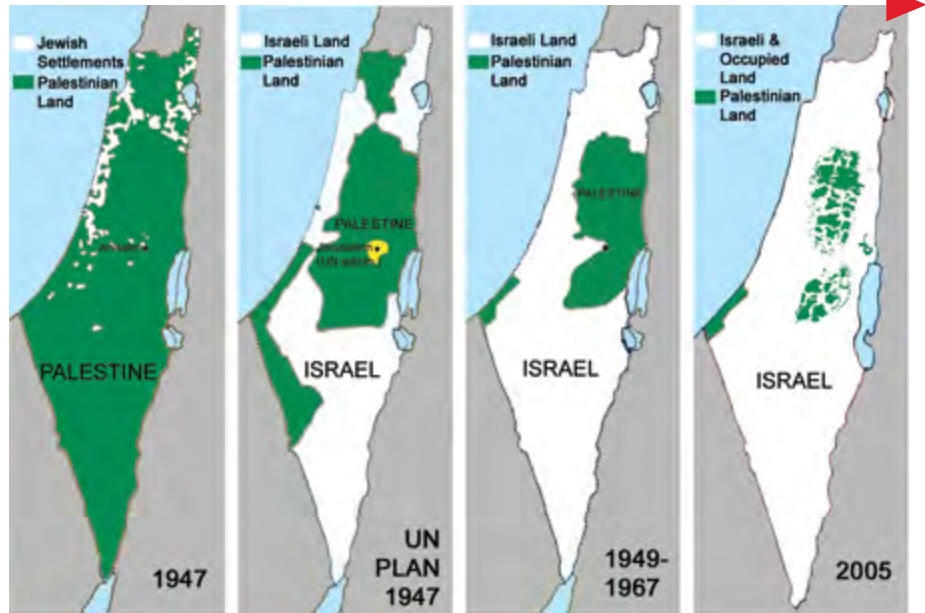 Jewish
Settlements
Palestinian
Land
PALESTINE
1947
Israeli Land
Palestinian
Land
PALESTINE
Jerusalem
ISRAEL
UN
PLAN
1947
Israeli Land
Palestinian
Land
PALESTINE
ISRAEL
1949-
1967
Israeli &
Occupied
Land
Palestinian
Land
ISRAEL
2005